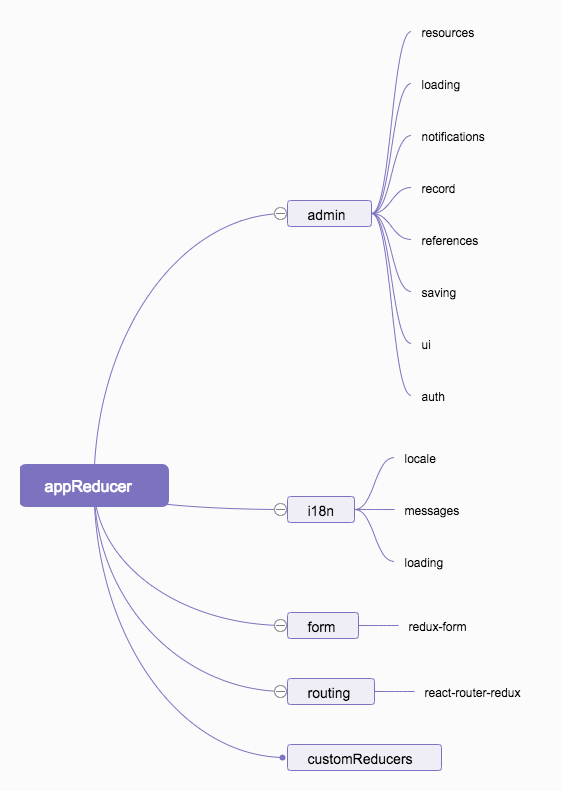 appReducer
admin
resources
loading
notifications
record
references
saving
ui
auth
i18n
locale
messages
loading
form
redux-form
routing
react-router-redux
customReducers